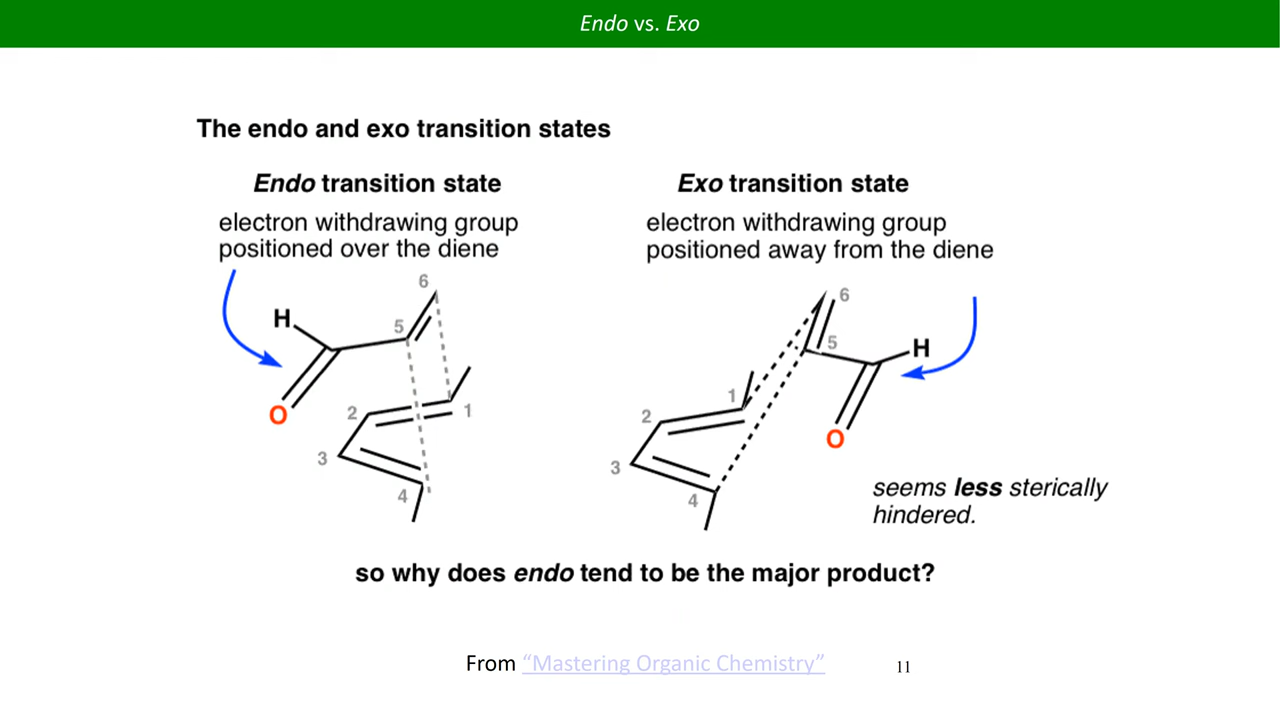 Endo vs. Exo
The endo and exo transition states
Endo transition state
electron withdrawing group
positioned over the diene
6
5
H
O
2
1
3
4
Exo transition state
electron withdrawing group
positioned away from the diene
6
5
H
1
2
O
3
4
seems less sterically
hindered.
so why does endo tend to be the major product?
From “Mastering Organic Chemistry”
11